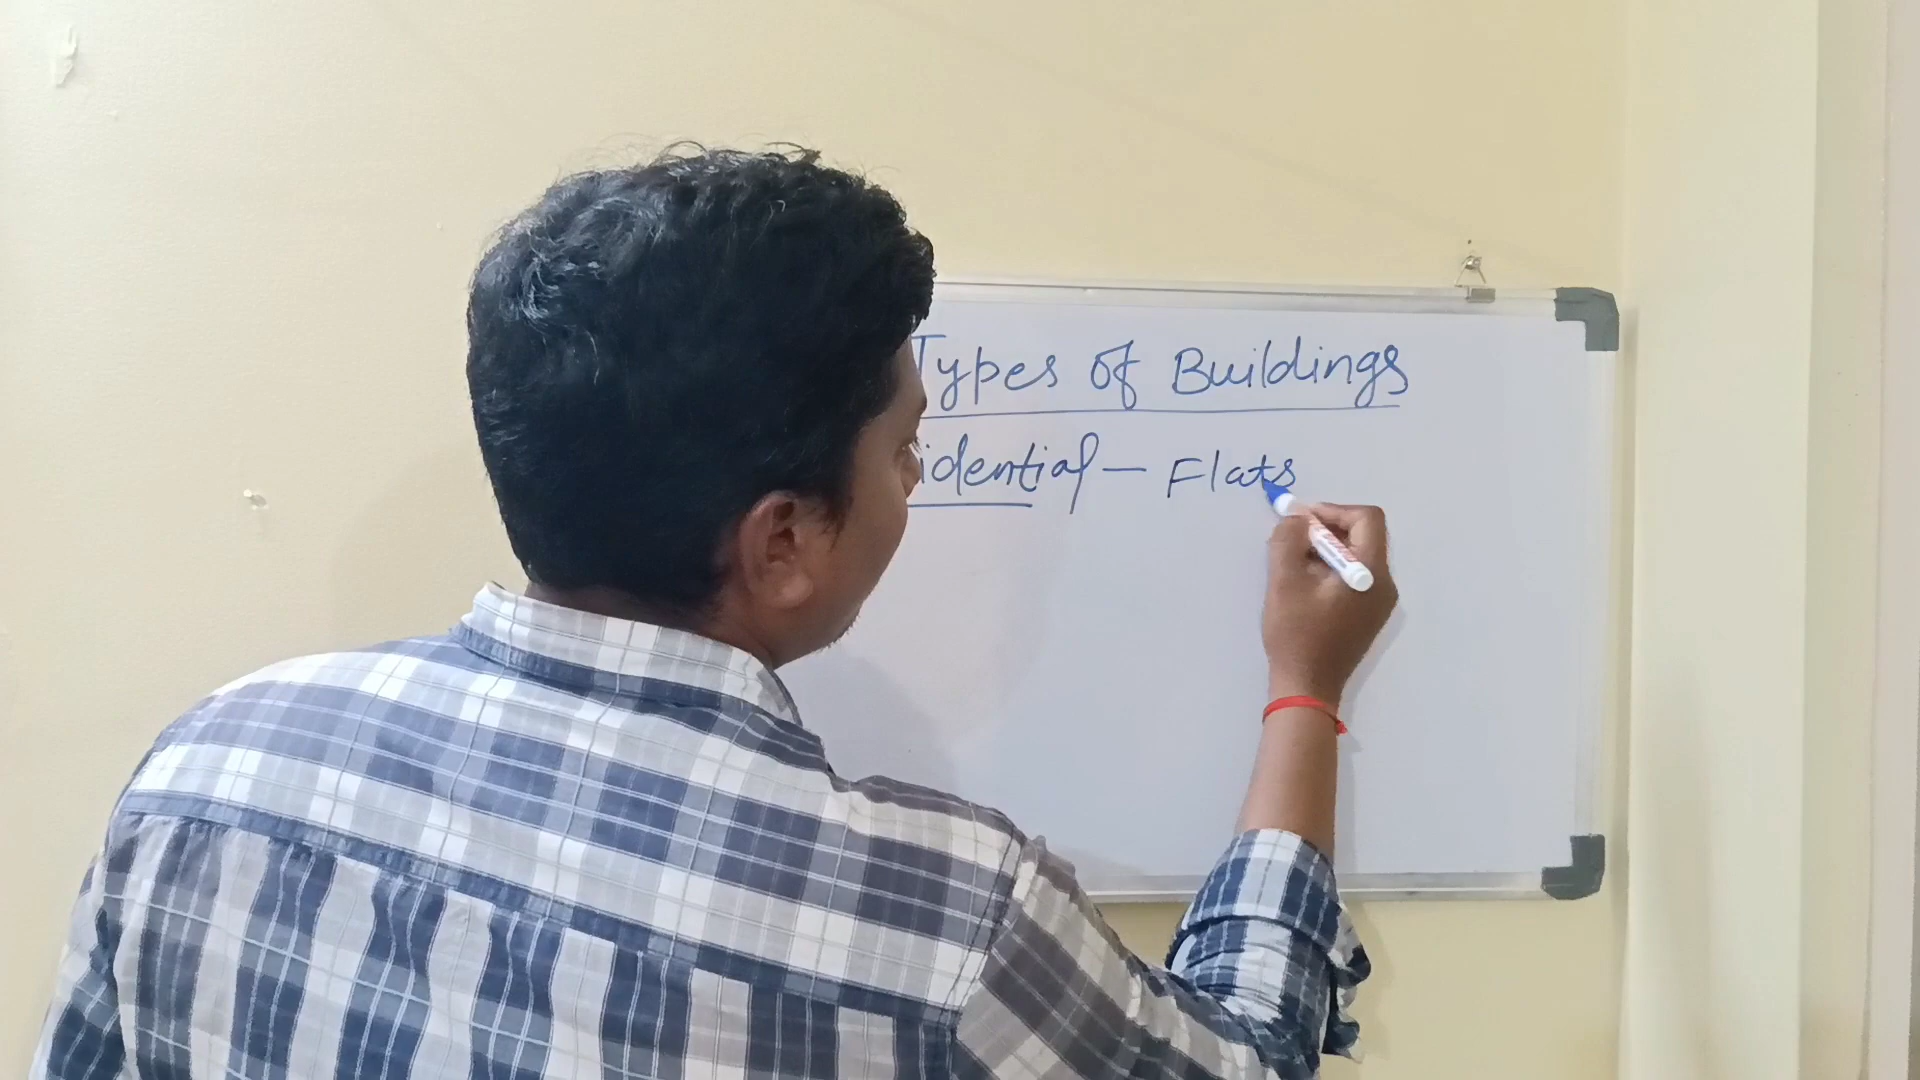 Types of Buildings
idential - Flats